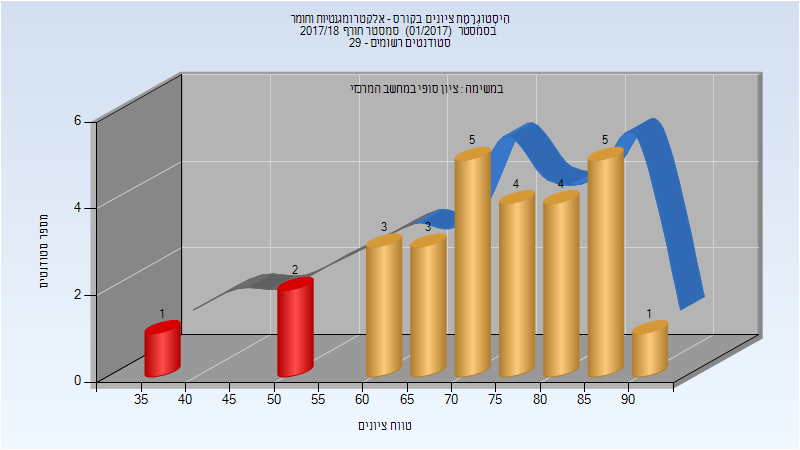 היסטוגרמת ציונים בקורס - אלקטרומגנטיות וחומר
בסמסטר (01/2017) סמסטר חורף 2017/18
סטודנטים רשומים - 29
במשימה : ציון סופי במחשב המרכזי
מספר סטודנטים
6
4
2
0
1
2
3
3
5
4
4
5
1
35 40 45 50 55 60 65 70 75 80 85 90
טווח ציונים